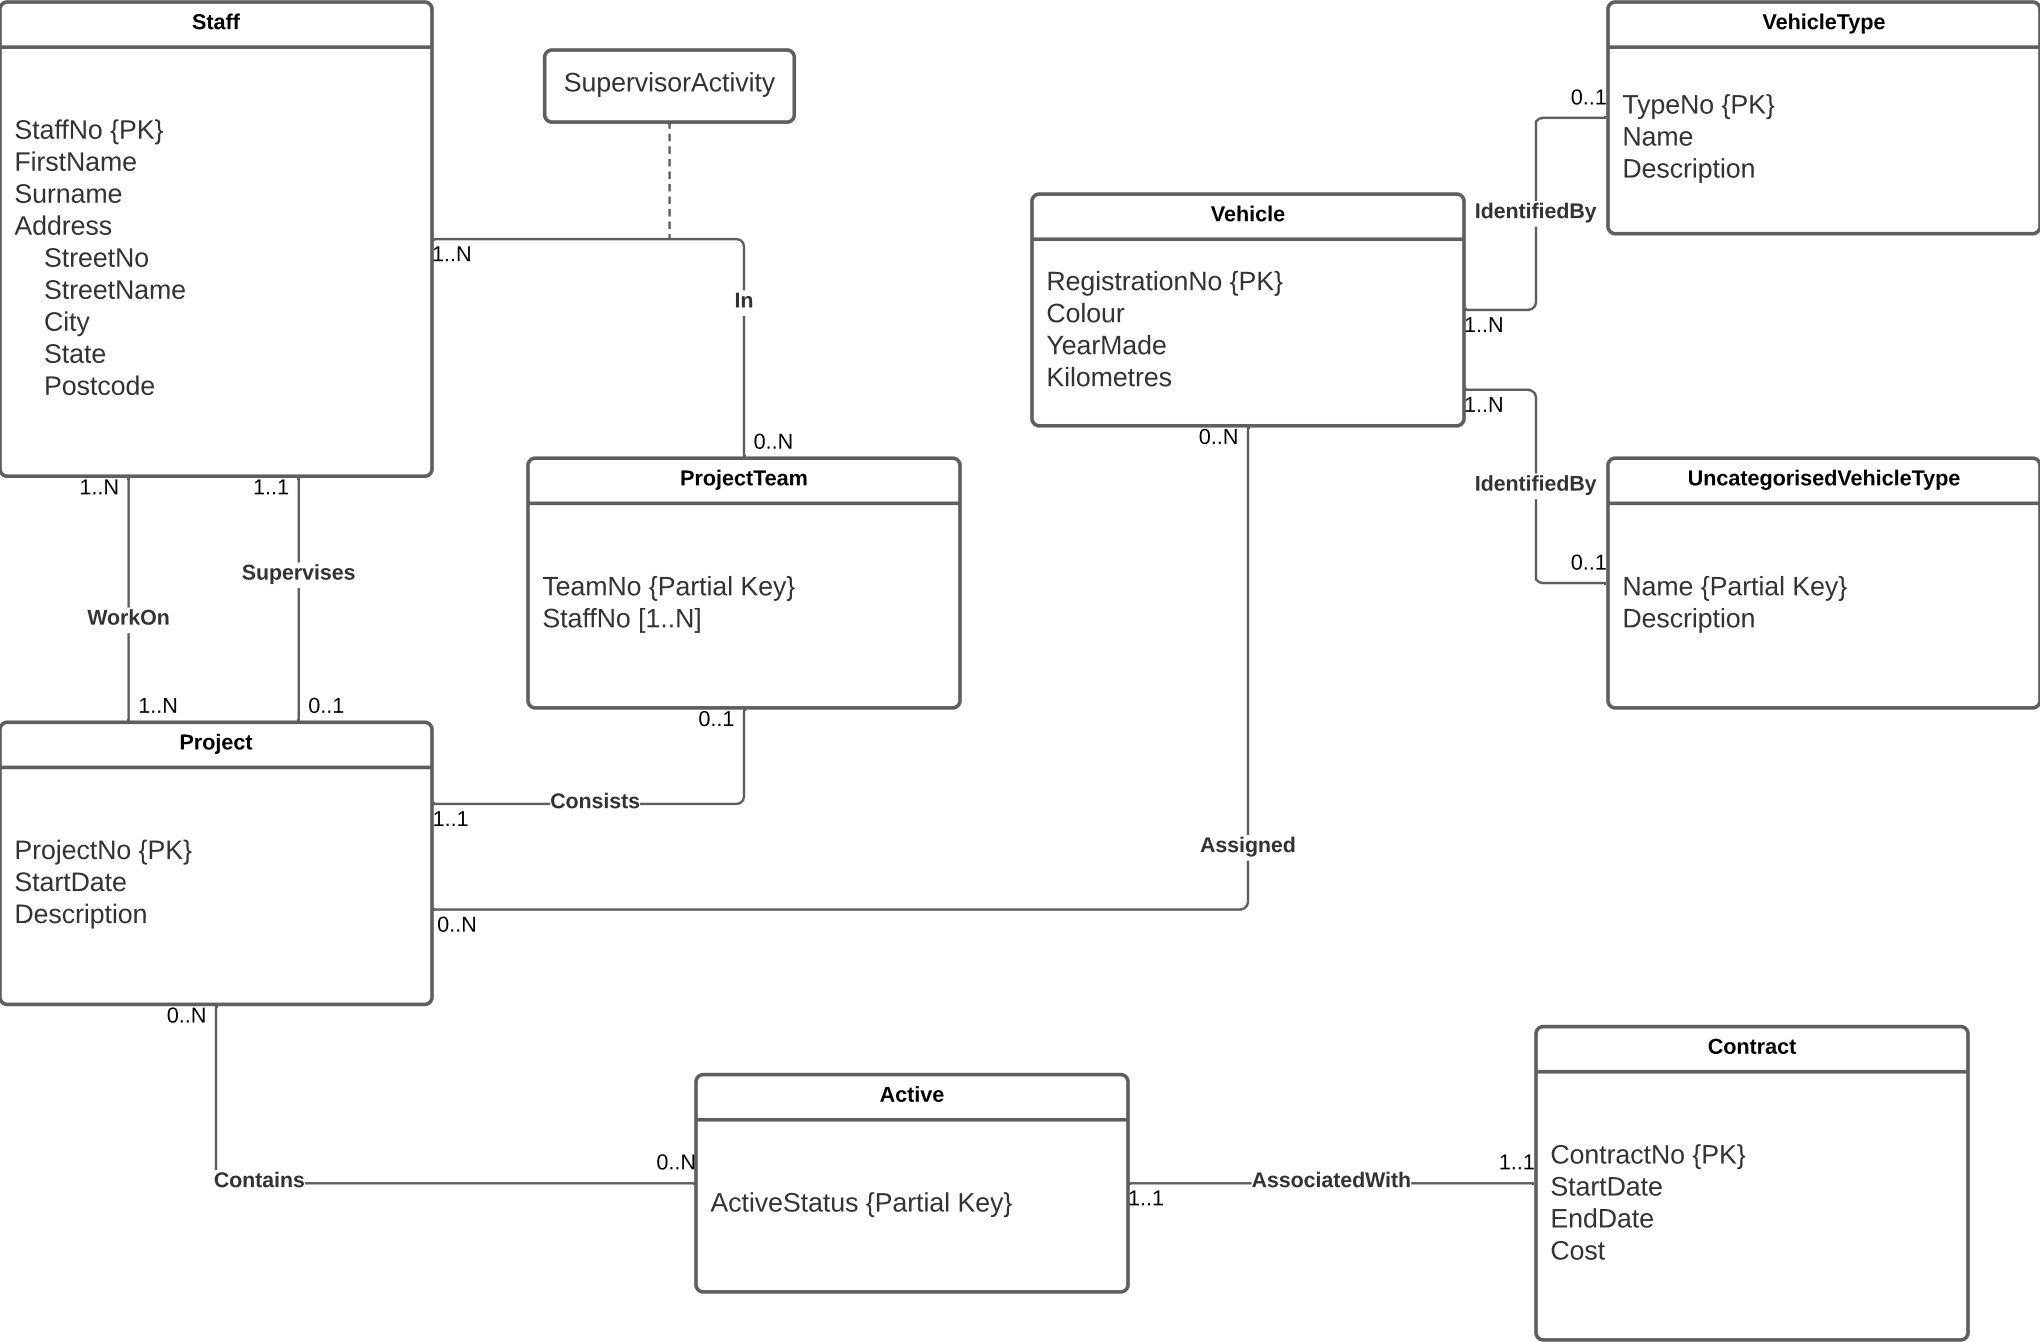 Staff
StaffNo {PK}
FirstName
Surname
Address
StreetNo
StreetName
City
State
Postcode
SupervisorActivity
1..N
In
0..N
VehicleType
TypeNo {PK}
Name
Description
0..1
IdentifiedBy
1..N
Vehicle
RegistrationNo {PK}
Colour
YearMade
Kilometres
1..N
IdentifiedBy
0..1
UncategorisedVehicleType
Name {Partial Key}
Description
0..N
ProjectTeam
TeamNo {Partial Key}
StaffNo [1..N]
0..1
1..N
1..1
Supervises
WorkOn
1..N
0..1
Project
ProjectNo {PK}
StartDate
Description
Consists
1..1
Assigned
0..N
0..N
Contains
0..N
Active
ActiveStatus {Partial Key}
AssociatedWith
1..1
1..1
Contract
ContractNo {PK}
StartDate
EndDate
Cost